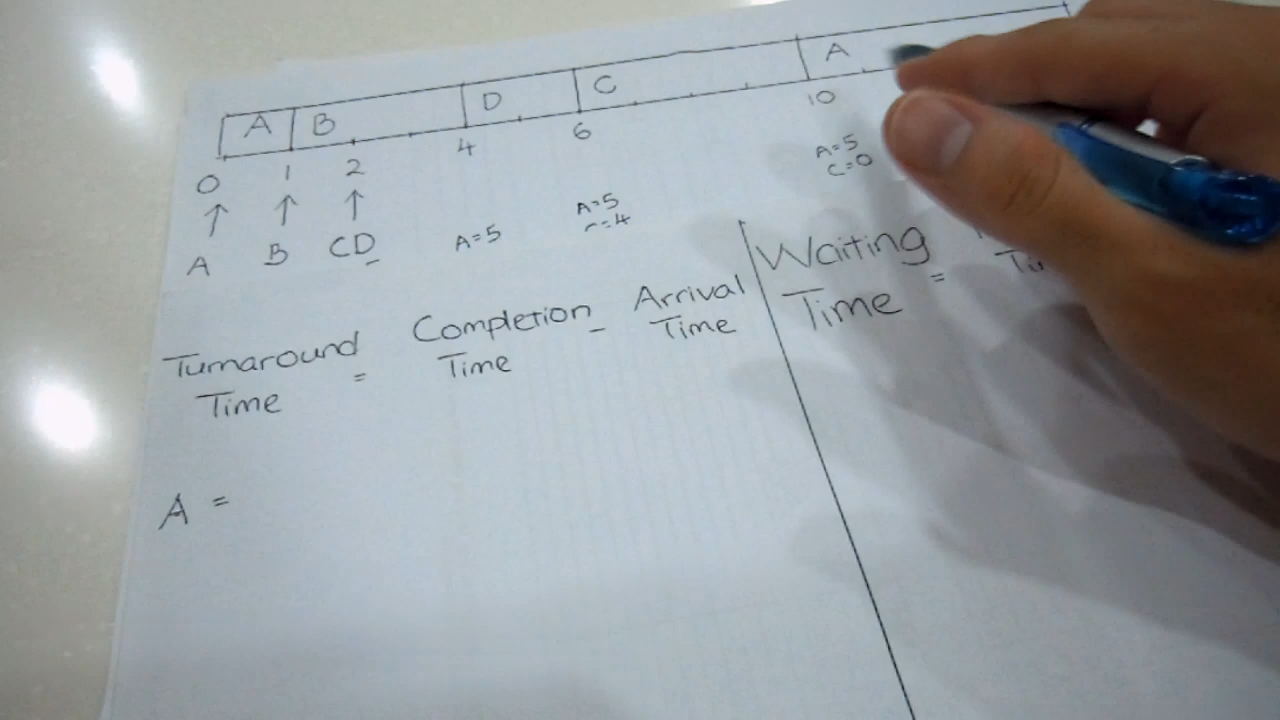 A B D C A
0 1 2 4 6 10
↑ ↑ ↑
A B CD
A=5
A=5
=4
A=5
C=0
Turnaround
Time = Completion
Time - Arrival
Time
Waiting
Time =
A =